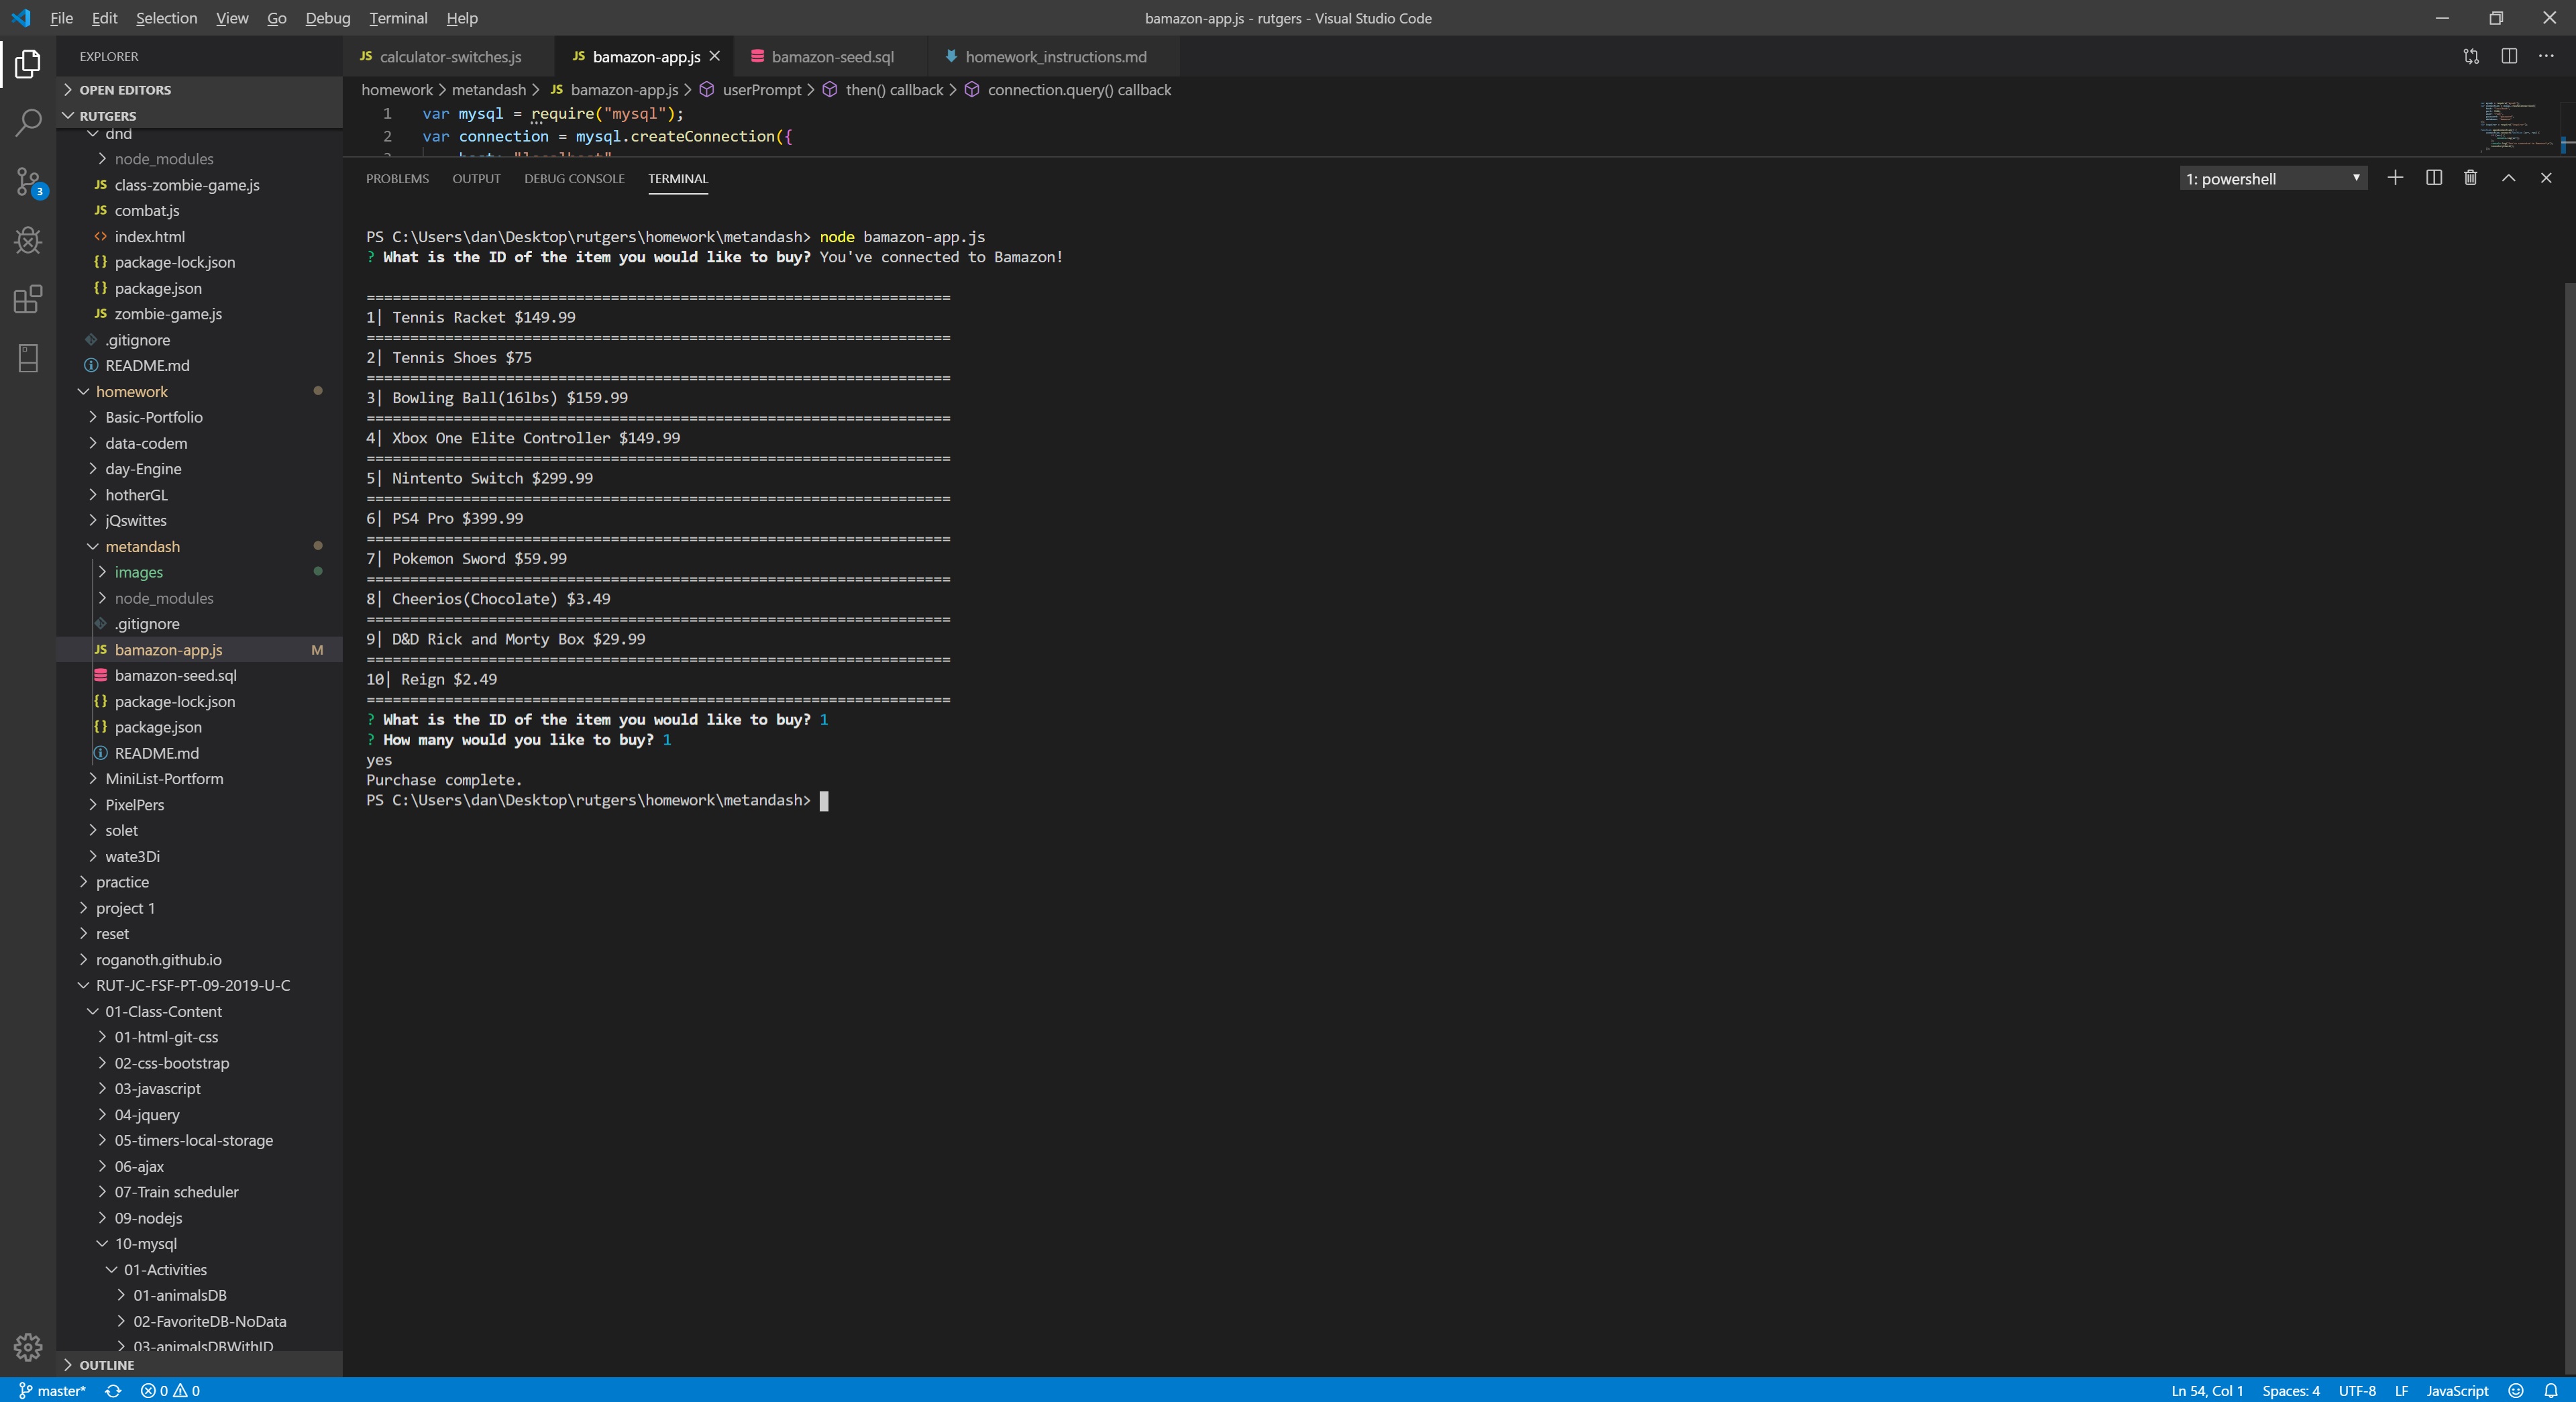 File Edit Selection View Go Debug Terminal Help
bamazon-app.js - rutgers - Visual Studio Code
EXPLORER
OPEN EDITORS
RUTGERS
dnd
node_modules
JS class-zombie-game.js
JS combat.js
<> index.html
{} package-lock.json
{} package.json
JS zombie-game.js
.gitignore
README.md
homework
Basic-Portfolio
data-codem
day-Engine
hotherGL
jQswittes
metandash
images
node_modules
.gitignore
JS bamazon-app.js M
bamazon-seed.sql
{} package-lock.json
{} package.json
README.md
MiniList-Portform
PixelPers
solet
wate3Di
practice
project 1
reset
roganoth.github.io
RUT-JC-FSF-PT-09-2019-U-C
01-Class-Content
01-html-git-css
02-css-bootstrap
03-javascript
04-jquery
05-timers-local-storage
06-ajax
07-Train scheduler
09-nodejs
10-mysql
01-Activities
01-animalsDB
02-FavoriteDB-NoData
03-animalsDBWithID
OUTLINE
3
JS calculator-switches.js JS bamazon-app.js bamazon-seed.sql homework_instructions.md
homework > metandash > JS bamazon-app.js > userPrompt > then() callback > connection.query() callback
1 var mysql = require("mysql");
2 var connection = mysql.createConnection({
3 host: "localhost"
PROBLEMS OUTPUT DEBUG CONSOLE TERMINAL
1: powershell
PS C:\Users\dan\Desktop\rutgers\homework\metandash> node bamazon-app.js
? What is the ID of the item you would like to buy? You've connected to Bamazon!
===================================================================
1| Tennis Racket $149.99
===================================================================
2| Tennis Shoes $75
===================================================================
3| Bowling Ball(16lbs) $159.99
===================================================================
4| Xbox One Elite Controller $149.99
===================================================================
5| Nintento Switch $299.99
===================================================================
6| PS4 Pro $399.99
===================================================================
7| Pokemon Sword $59.99
===================================================================
8| Cheerios(Chocolate) $3.49
===================================================================
9| D&D Rick and Morty Box $29.99
===================================================================
10| Reign $2.49
===================================================================
? What is the ID of the item you would like to buy? 1
? How many would you like to buy? 1
yes
Purchase complete.
PS C:\Users\dan\Desktop\rutgers\homework\metandash>
master* 0 0
Ln 54, Col 1 Spaces: 4 UTF-8 LF JavaScript